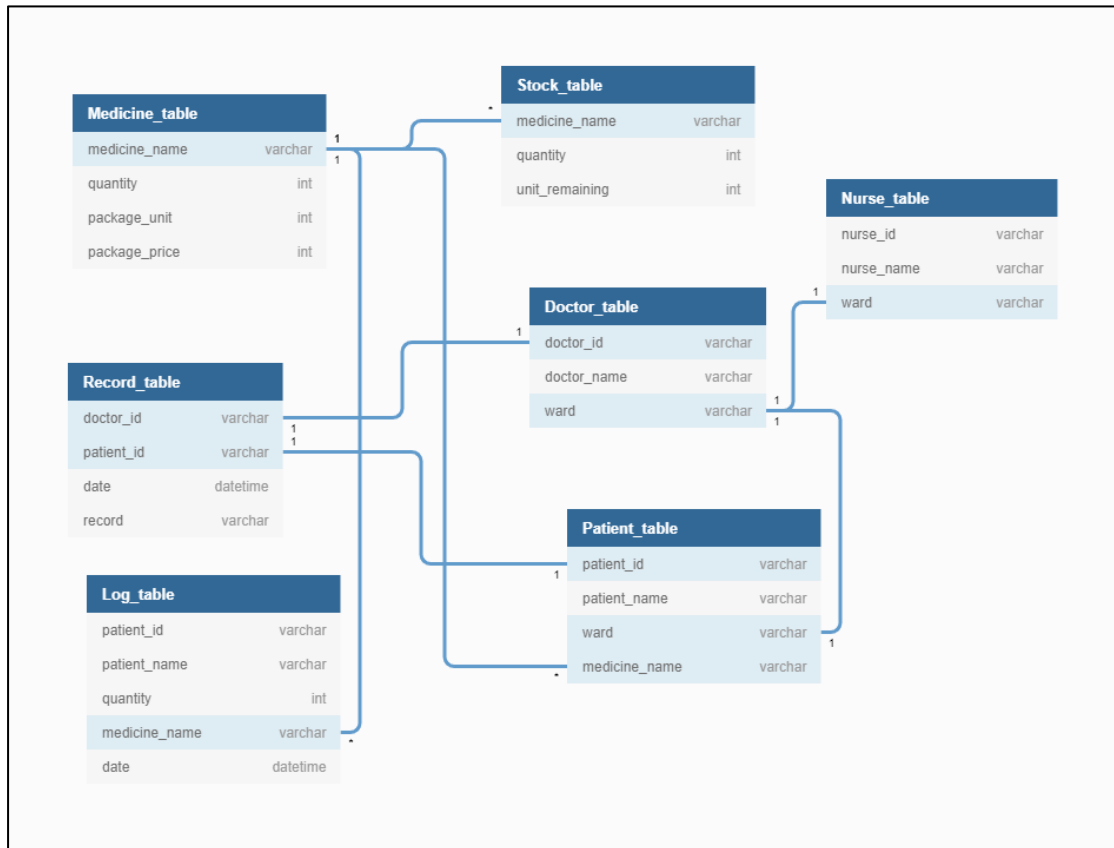 Medicine_table
medicine_name varchar
quantity int
package_unit int
package_price int
1
1
Stock_table
*
medicine_name varchar
quantity int
unit_remaining int
Nurse_table
nurse_id varchar
nurse_name varchar
1
ward varchar
Doctor_table
1
doctor_id varchar
doctor_name varchar
ward varchar
1
1
Record_table
doctor_id varchar
1
1
patient_id varchar
date datetime
record varchar
Patient_table
patient_id varchar
1
patient_name varchar
ward varchar
1
medicine_name varchar
*
Log_table
patient_id varchar
patient_name varchar
quantity int
medicine_name varchar
*
date datetime